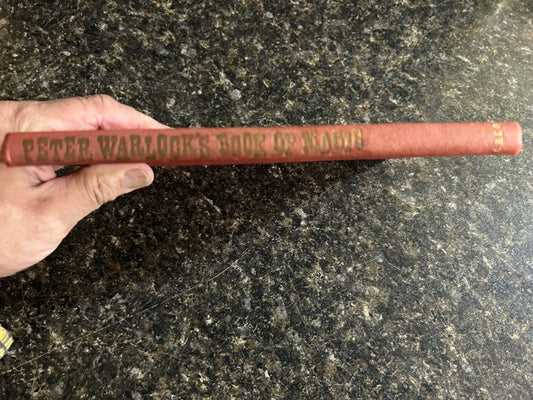 PETER WARLOCK'S BOOK OF MAGIC